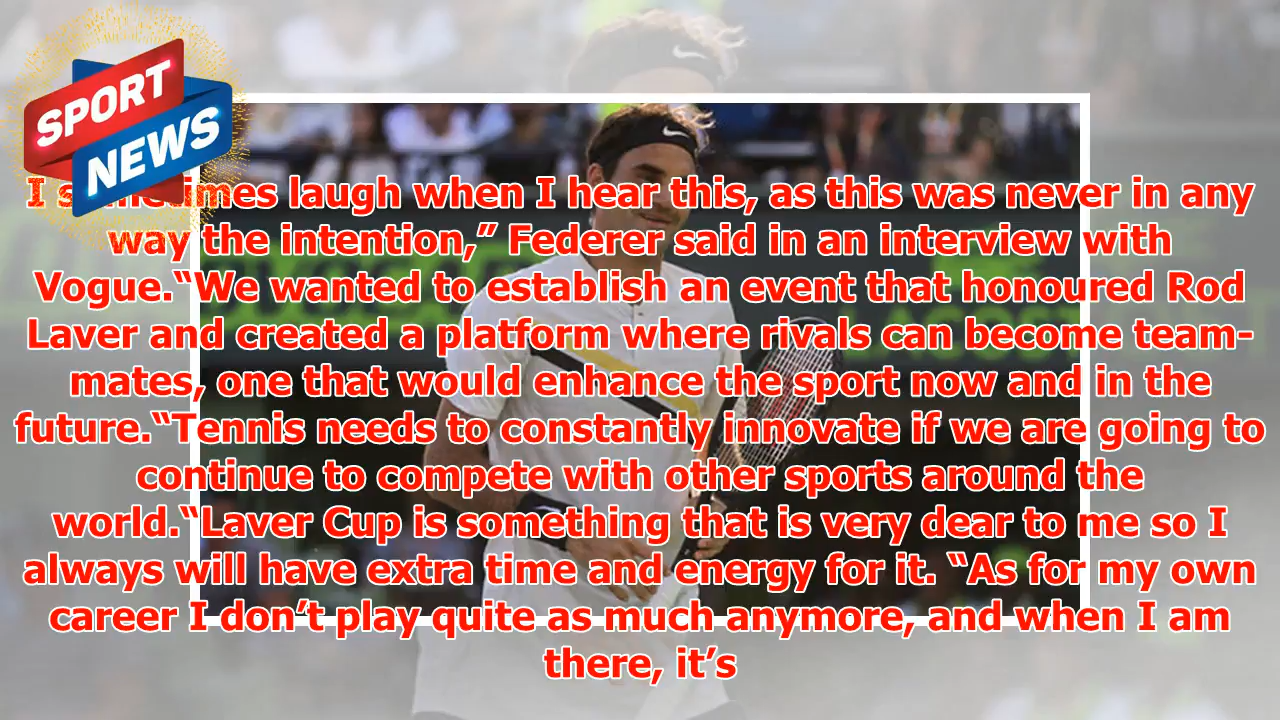 SPORT
NEWS
I sometimes laugh when I hear this, as this was never in any
way the intention,” Federer said in an interview with
Vogue.“We wanted to establish an event that honoured Rod
Laver and created a platform where rivals can become team-
mates, one that would enhance the sport now and in the
future.“Tennis needs to constantly innovate if we are going to
continue to compete with other sports around the
world.“Laver Cup is something that is very dear to me so I
always will have extra time and energy for it. “As for my own
career I don’t play quite as much anymore, and when I am
there, it’s